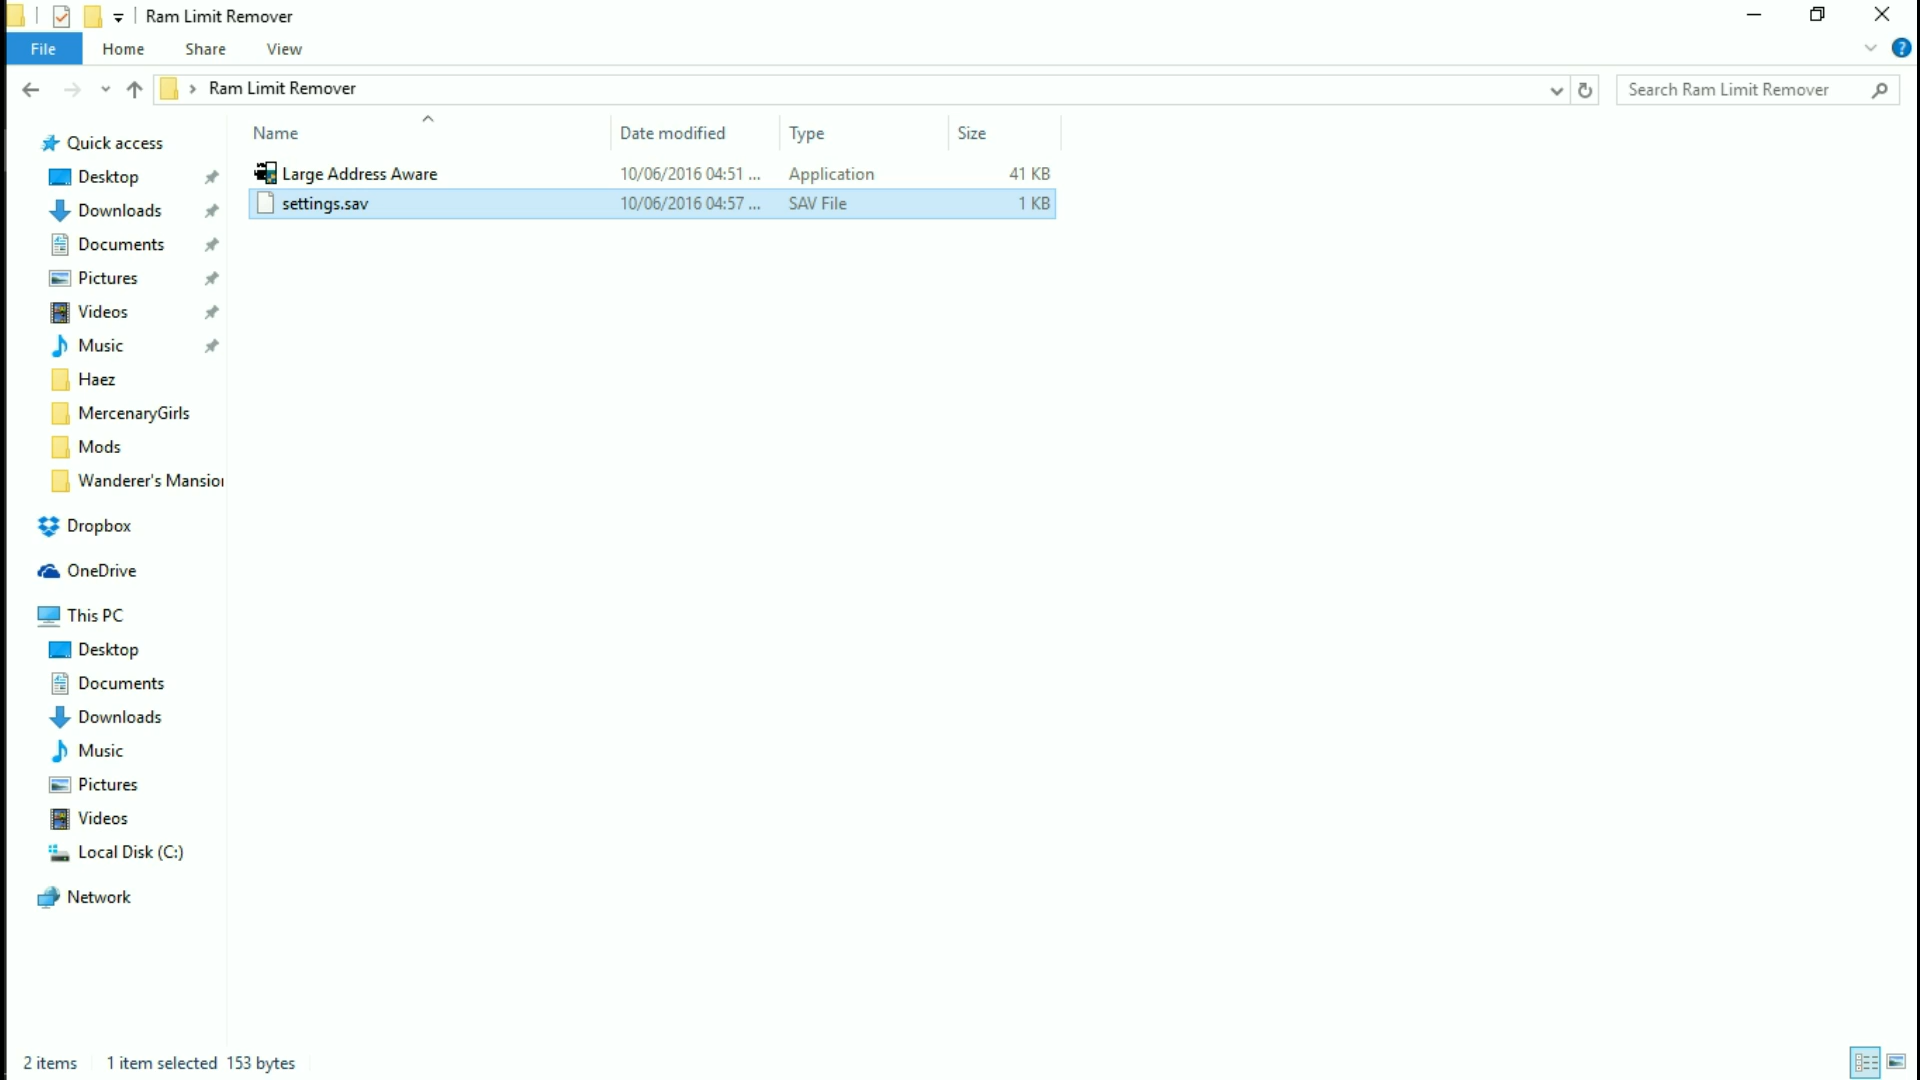 Ram Limit Remover
File Home Share View
Ram Limit Remover
Search Ram Limit Remover
Name Date modified Type Size
Large Address Aware 10/06/2016 04:51 ... Application 41 KB
settings.sav 10/06/2016 04:57 ... SAV File 1 KB
Quick access
Desktop
Downloads
Documents
Pictures
Videos
Music
Haez
MercenaryGirls
Mods
Wanderer's Mansion
Dropbox
OneDrive
This PC
Desktop
Documents
Downloads
Music
Pictures
Videos
Local Disk (C:)
Network
2 items 1 item selected 153 bytes